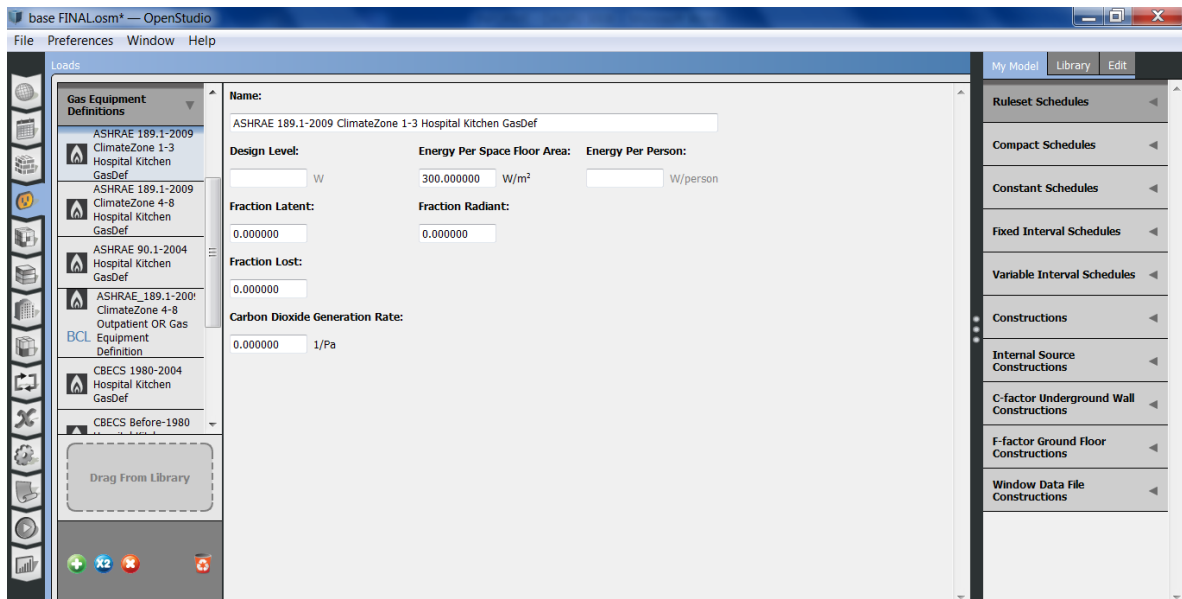 base FINAL.osm* — OpenStudio
File Preferences Window Help
Loads
Gas Equipment
Definitions
ASHRAE 189.1-2009
ClimateZone 1-3
Hospital Kitchen
GasDef
ASHRAE 189.1-2009
ClimateZone 4-8
Hospital Kitchen
GasDef
ASHRAE 90.1-2004
Hospital Kitchen
GasDef
ASHRAE_189.1-200
ClimateZone 4-8
Outpatient OR Gas
BCL Equipment
Definition
CBECS 1980-2004
Hospital Kitchen
GasDef
CBECS Before-1980
Drag From Library
X2
Name:
ASHRAE 189.1-2009 ClimateZone 1-3 Hospital Kitchen GasDef
Design Level: Energy Per Space Floor Area: Energy Per Person:
W 300.000000 W/m² W/person
Fraction Latent: Fraction Radiant:
0.000000 0.000000
Fraction Lost:
0.000000
Carbon Dioxide Generation Rate:
0.000000 1/Pa
My Model Library Edit
Ruleset Schedules
Compact Schedules
Constant Schedules
Fixed Interval Schedules
Variable Interval Schedules
Constructions
Internal Source
Constructions
C-factor Underground Wall
Constructions
F-factor Ground Floor
Constructions
Window Data File
Constructions